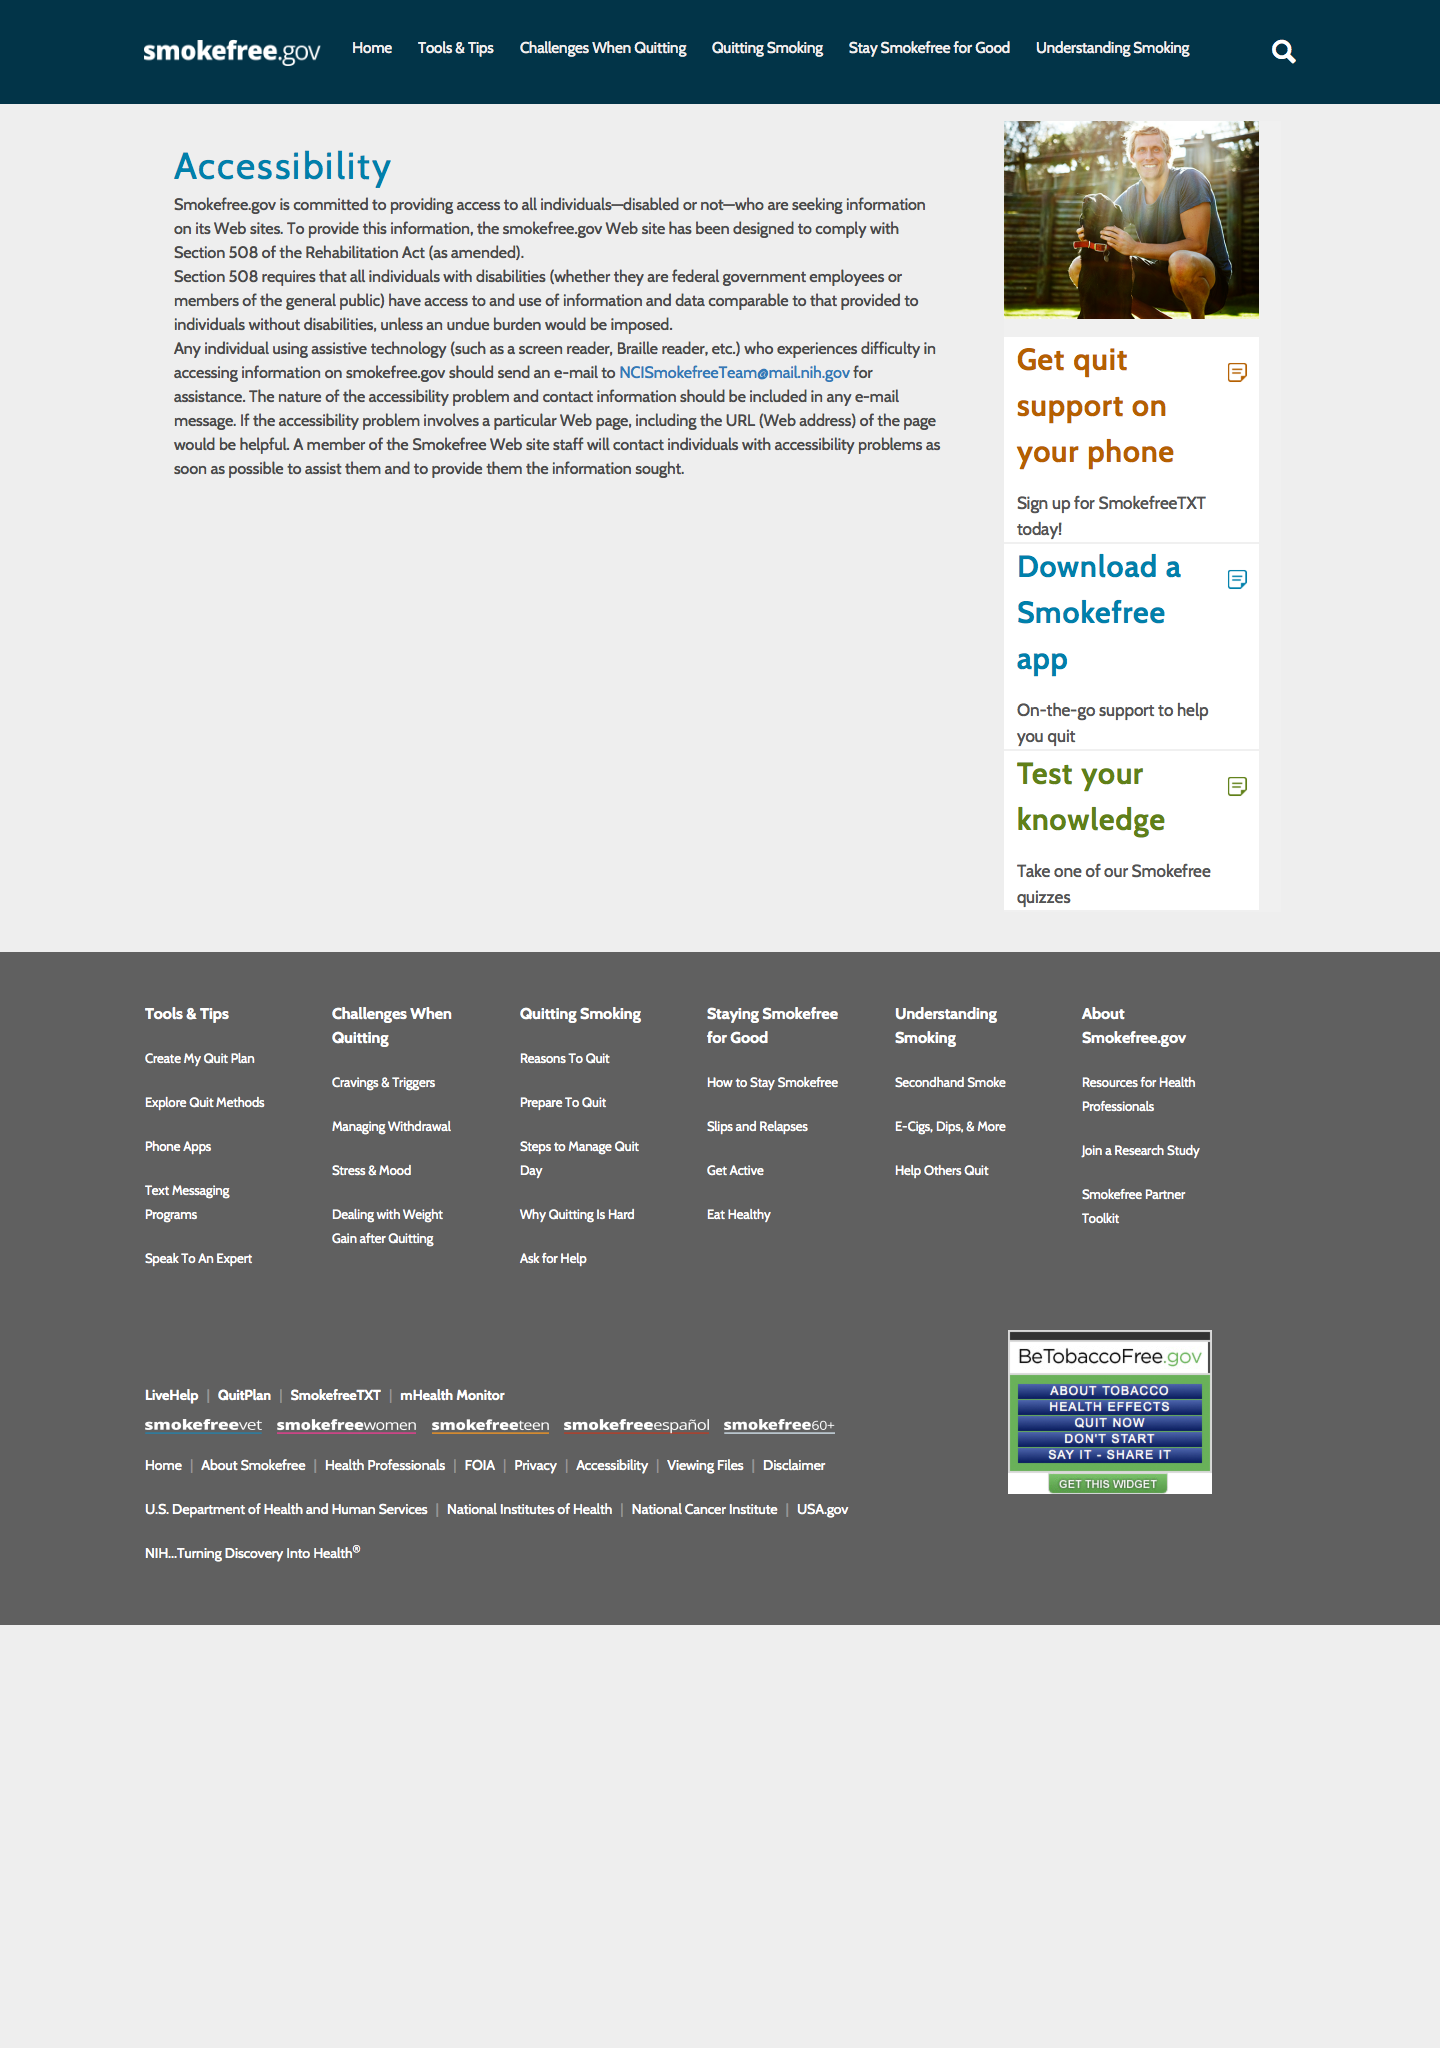 smokefree.gov
Home
Tools & Tips
Challenges When Quitting
Quitting Smoking
Stay Smokefree for Good
Understanding Smoking
Accessibility
Smokefree.gov is committed to providing access to all individuals—disabled or not—who are seeking information
on its Web sites. To provide this information, the smokefree.gov Web site has been designed to comply with
Section 508 of the Rehabilitation Act (as amended).
Section 508 requires that all individuals with disabilities (whether they are federal government employees or
members of the general public) have access to and use of information and data comparable to that provided to
individuals without disabilities, unless an undue burden would be imposed.
Any individual using assistive technology (such as a screen reader, Braille reader, etc.) who experiences difficulty in
accessing information on smokefree.gov should send an e-mail to NCISmokefreeTeam@mail.nih.gov for
assistance. The nature of the accessibility problem and contact information should be included in any e-mail
message. If the accessibility problem involves a particular Web page, including the URL (Web address) of the page
would be helpful. A member of the Smokefree Web site staff will contact individuals with accessibility problems as
soon as possible to assist them and to provide them the information sought.
Get quit
support on
your phone
Sign up for SmokefreeTXT
today!
Download a
Smokefree
app
On-the-go support to help
you quit
Test your
knowledge
Take one of our Smokefree
quizzes
Tools & Tips
Create My Quit Plan
Explore Quit Methods
Phone Apps
Text Messaging
Programs
Speak To An Expert
Challenges When
Quitting
Cravings & Triggers
Managing Withdrawal
Stress & Mood
Dealing with Weight
Gain after Quitting
Quitting Smoking
Reasons To Quit
Prepare To Quit
Steps to Manage Quit
Day
Why Quitting Is Hard
Ask for Help
Staying Smokefree
for Good
How to Stay Smokefree
Slips and Relapses
Get Active
Eat Healthy
Understanding
Smoking
Secondhand Smoke
E-Cigs, Dips, & More
Help Others Quit
About
Smokefree.gov
Resources for Health
Professionals
Join a Research Study
Smokefree Partner
Toolkit
LiveHelp | QuitPlan | SmokefreeTXT | mHealth Monitor
smokefreevet smokefreewomen smokefreeteen smokefreeespañol smokefree60+
Home | About Smokefree | Health Professionals | FOIA | Privacy | Accessibility | Viewing Files | Disclaimer
U.S. Department of Health and Human Services | National Institutes of Health | National Cancer Institute | USA.gov
NIH...Turning Discovery Into Health®
BeTobaccoFree.gov
ABOUT TOBACCO
HEALTH EFFECTS
QUIT NOW
DON'T START
SAY IT - SHARE IT
GET THIS WIDGET